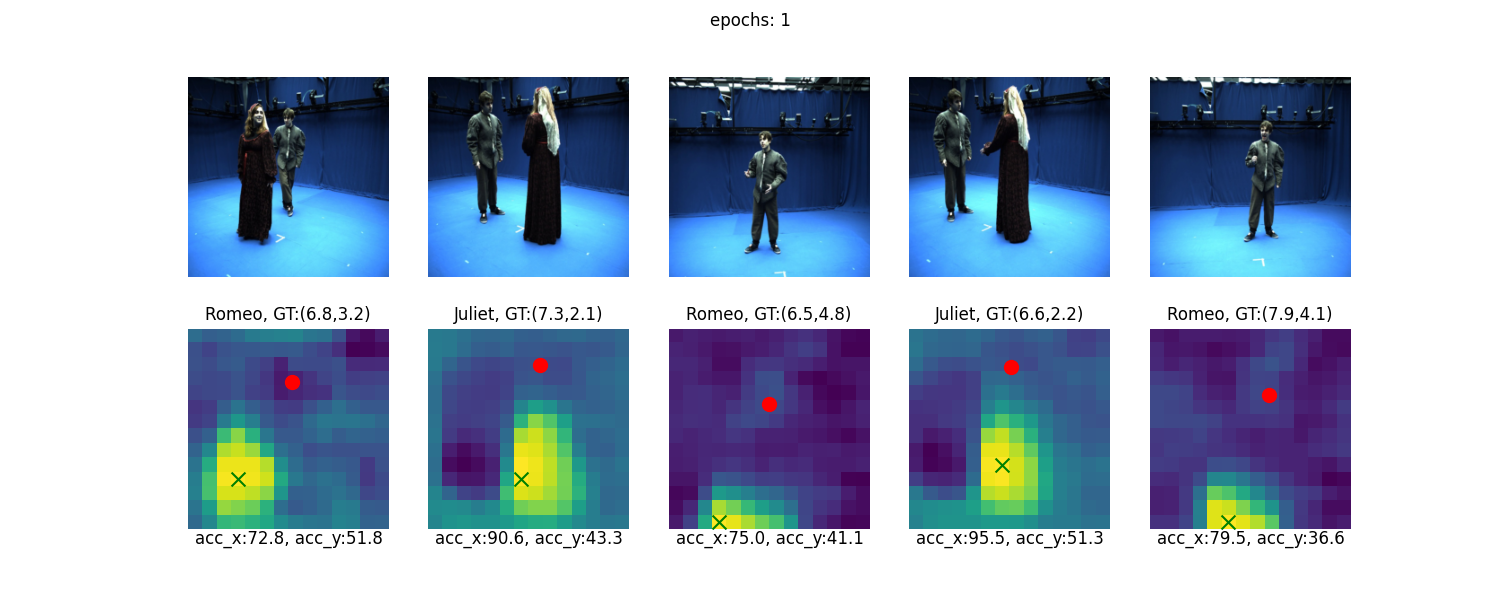 epochs: 1
Romeo, GT:(6.8,3.2)
Juliet, GT:(7.3,2.1)
Romeo, GT:(6.5,4.8)
Juliet, GT:(6.6,2.2)
Romeo, GT:(7.9,4.1)
acc_x:72.8, acc_y:51.8
acc_x:90.6, acc_y:43.3
acc_x:75.0, acc_y:41.1
acc_x:95.5, acc_y:51.3
acc_x:79.5, acc_y:36.6